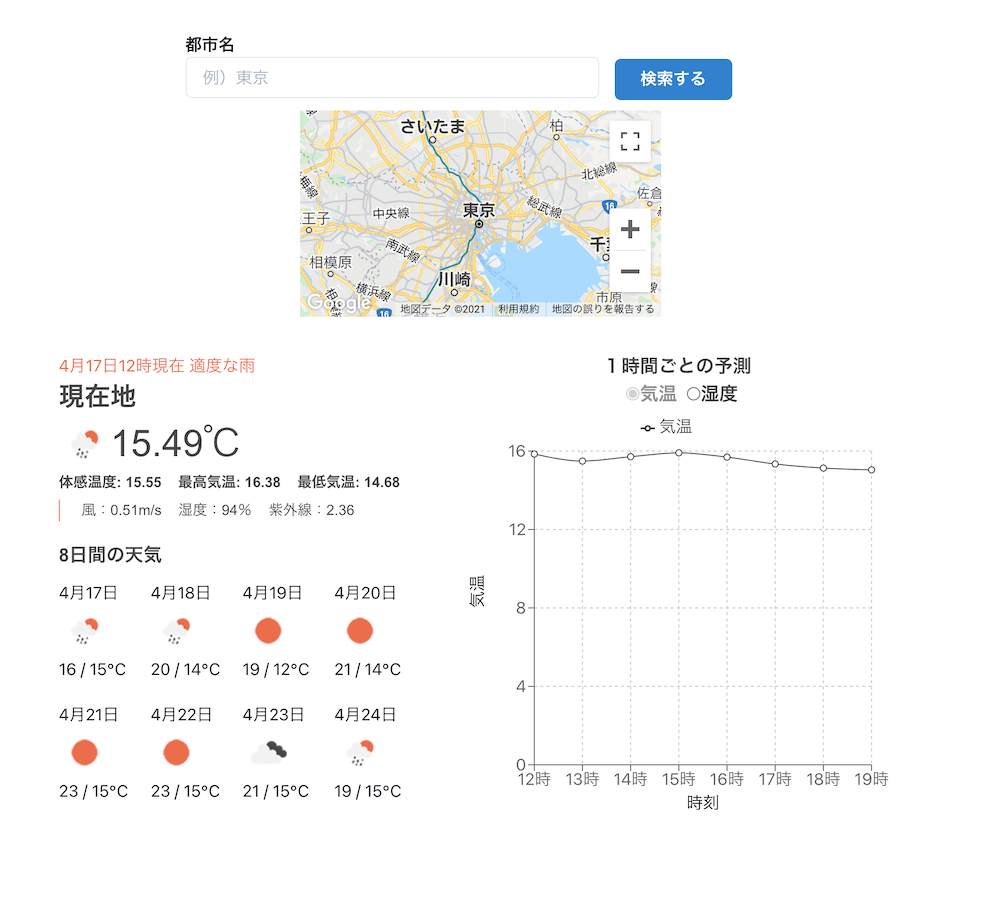 都市名
例）東京
検索する
さいたま
柏
北総線
梅線
佐倉
16
総武線
東京
中央線
王子
千葉
南武線
相模原
川崎
横浜線
市原
16
Google
地図データ ©2021 利用規約 地図の誤りを報告する
4月17日12時現在 適度な雨
現在地
15.49°C
体感温度: 15.55 最高気温: 16.38 最低気温: 14.68
風：0.51m/s 湿度：94% 紫外線：2.36
8日間の天気
4月17日 4月18日 4月19日 4月20日
16 / 15°C 20 / 14°C 19 / 12°C 21 / 14°C
4月21日 4月22日 4月23日 4月24日
23 / 15°C 23 / 15°C 21 / 15°C 19 / 15°C
１時間ごとの予測
気温 湿度
気温
16
12
8
4
0
気温
12時 13時 14時 15時 16時 17時 18時 19時
時刻